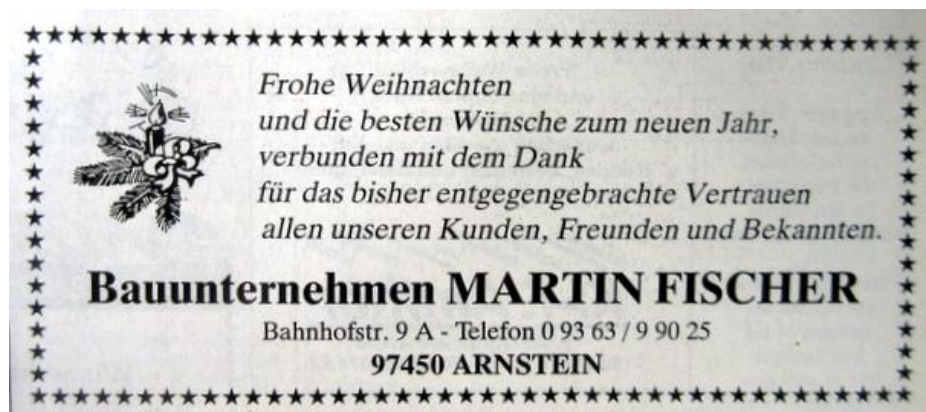 Frohe Weihnachten
und die besten Wünsche zum neuen Jahr,
verbunden mit dem Dank
für das bisher entgegengebrachte Vertrauen
allen unseren Kunden, Freunden und Bekannten.
Bauunternehmen MARTIN FISCHER
Bahnhofstr. 9 A - Telefon 0 93 63 / 9 90 25
97450 ARNSTEIN